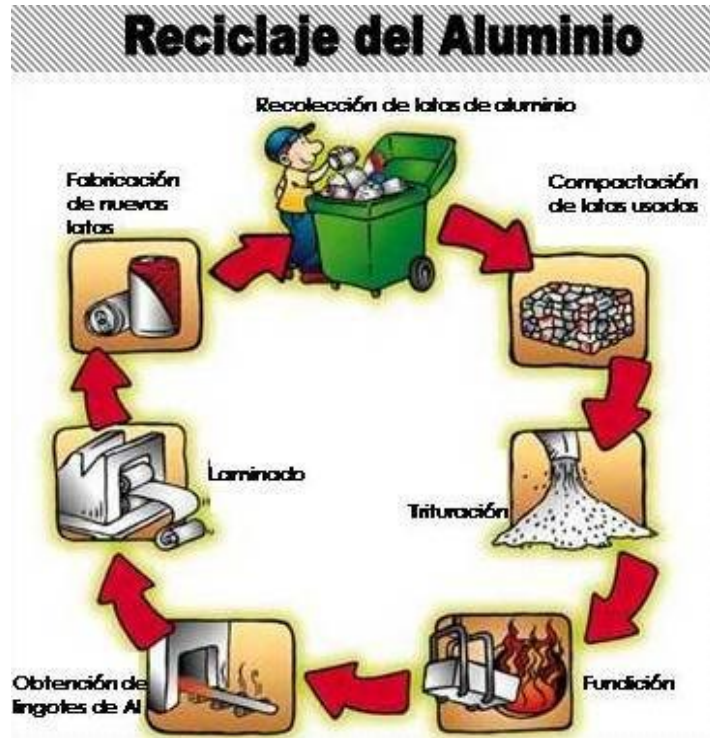 Reciclaje del Aluminio
Recolección de latas de aluminio
Fabricación
de nuevas
latas
Compactación
de latas usadas
Laminado
Trituración
Obtención de
lingotes de Al
Fundición